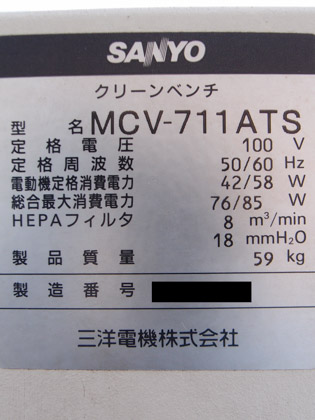 SANYO
クリーンベンチ
型名 MCV-711ATS
定格電圧 100 V
定格周波数 50/60 Hz
電動機定格消費電力 42/58 W
総合最大消費電力 76/85 W
HEPAフィルタ 8 m³/min
18 mmH₂O
製品質量 59 kg
製造番号
三洋電機株式会社